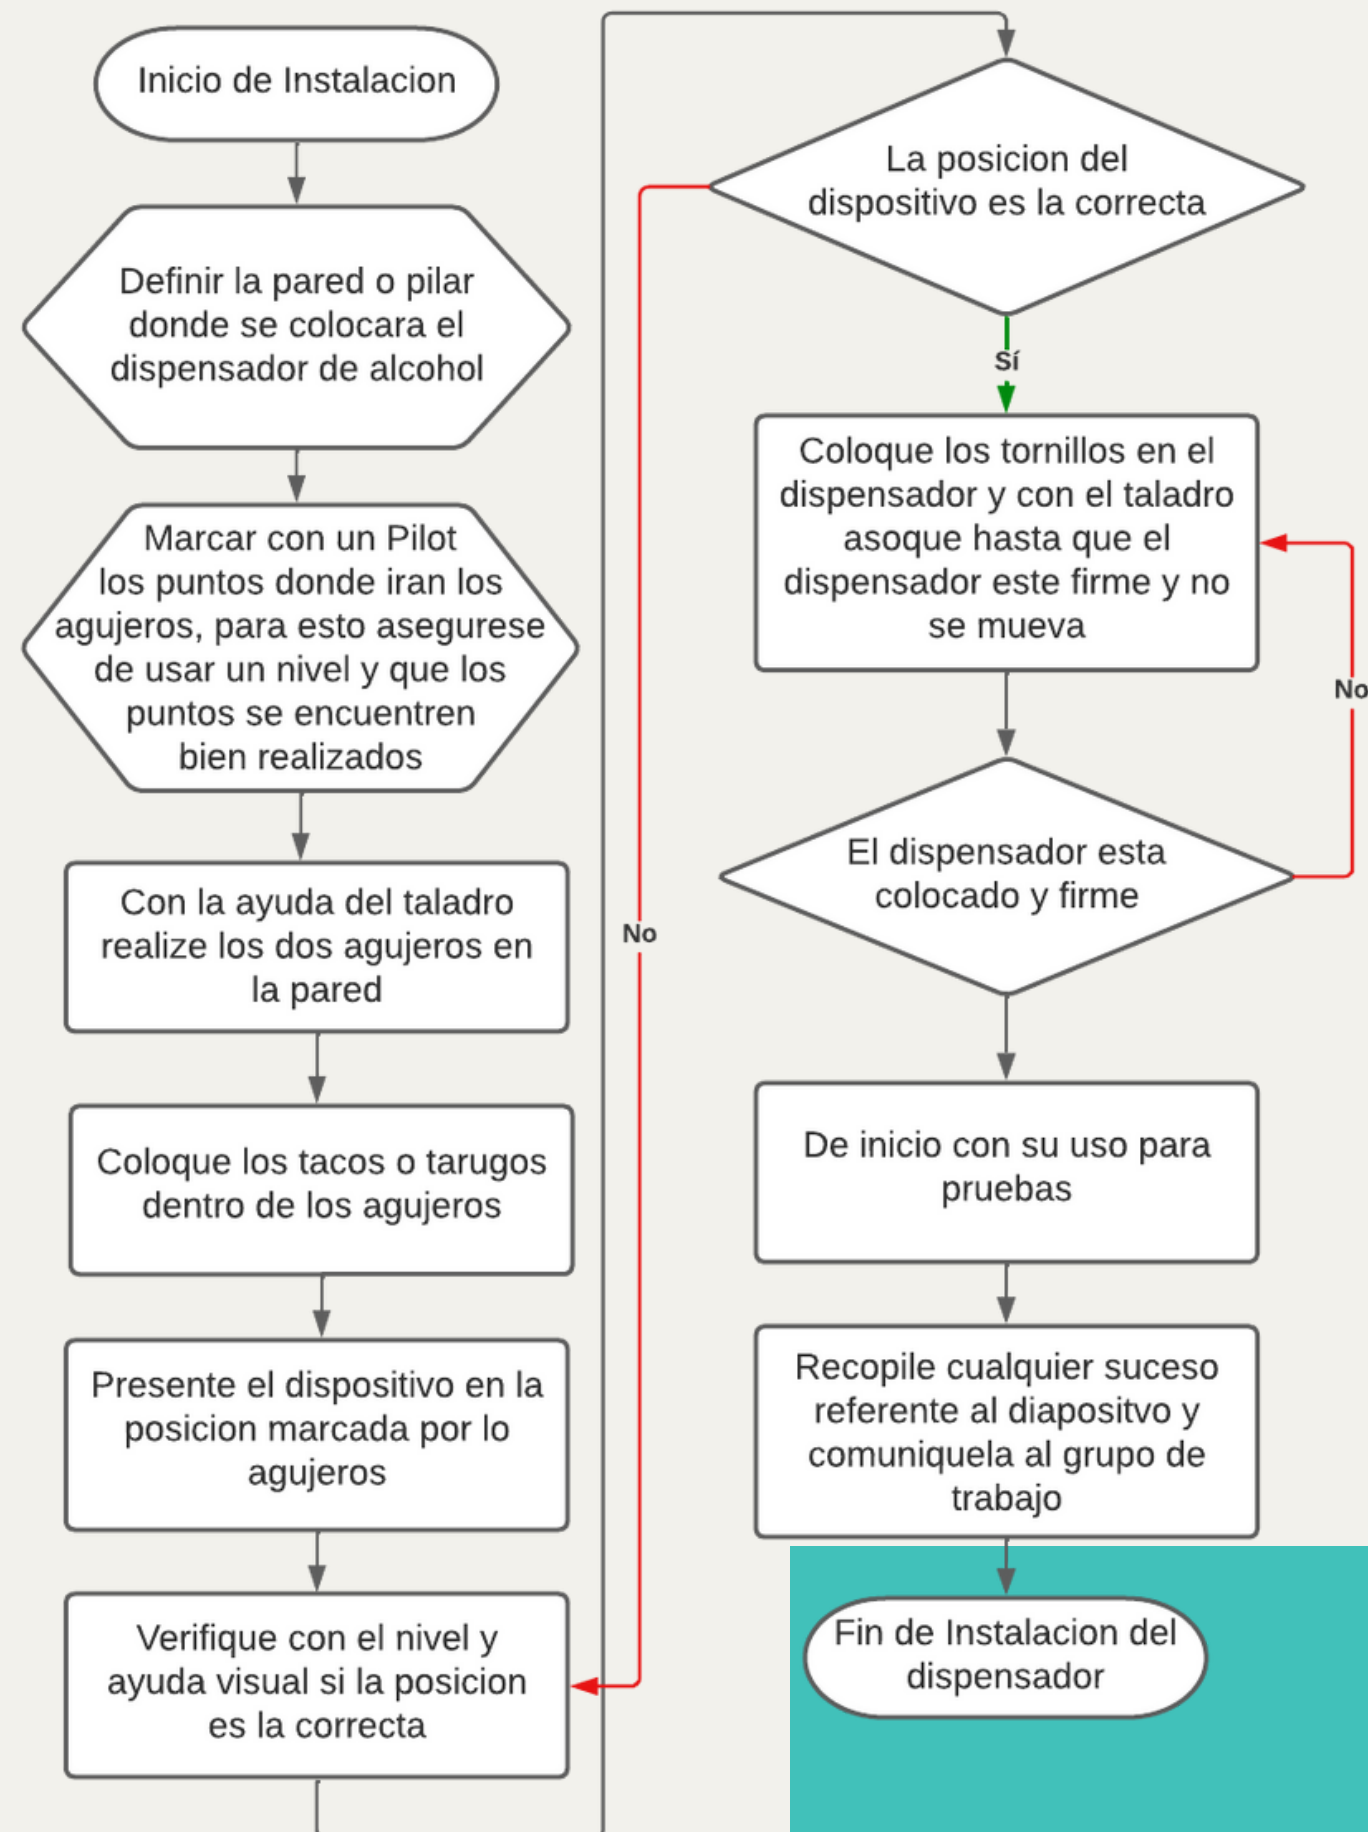 Inicio de Instalacion
Definir la pared o pilar
donde se colocara el
dispensador de alcohol
Marcar con un Pilot
los puntos donde iran los
agujeros, para esto asegurese
de usar un nivel y que los
puntos se encuentren
bien realizados
Con la ayuda del taladro
realize los dos agujeros en
la pared
Coloque los tacos o tarugos
dentro de los agujeros
Presente el dispositivo en la
posicion marcada por lo
agujeros
Verifique con el nivel y
ayuda visual si la posicion
es la correcta
La posicion del
dispositivo es la correcta
No
Sí
Coloque los tornillos en el
dispensador y con el taladro
asoque hasta que el
dispensador este firme y no
se mueva
El dispensador esta
colocado y firme
No
De inicio con su uso para
pruebas
Recopile cualquier suceso
referente al diapositvo y
comuniquela al grupo de
trabajo
Fin de Instalacion del
dispensador